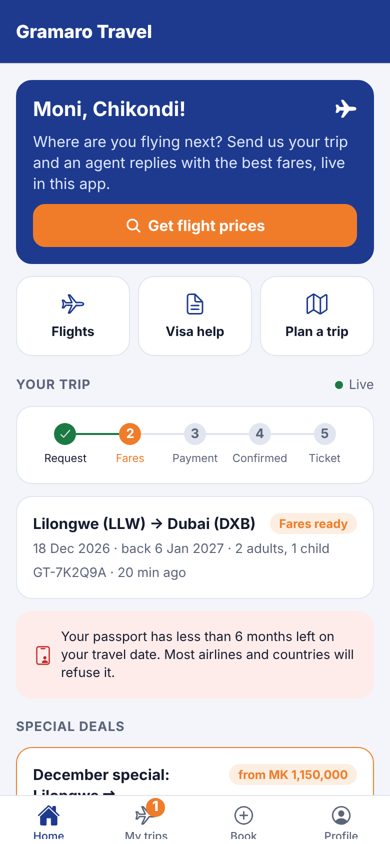 Gramaro Travel
Moni, Chikondi!
Where are you flying next? Send us your trip
and an agent replies with the best fares, live
in this app.
Get flight prices
Flights
Visa help
Plan a trip
YOUR TRIP
Live
2
3
4
5
Request
Fares
Payment
Confirmed
Ticket
Lilongwe (LLW) → Dubai (DXB)
Fares ready
18 Dec 2026 · back 6 Jan 2027 · 2 adults, 1 child
GT-7K2Q9A · 20 min ago
Your passport has less than 6 months left on
your travel date. Most airlines and countries will
refuse it.
SPECIAL DEALS
December special:
from MK 1,150,000
Lilongwe →
1
Home
My trips
Book
Profile